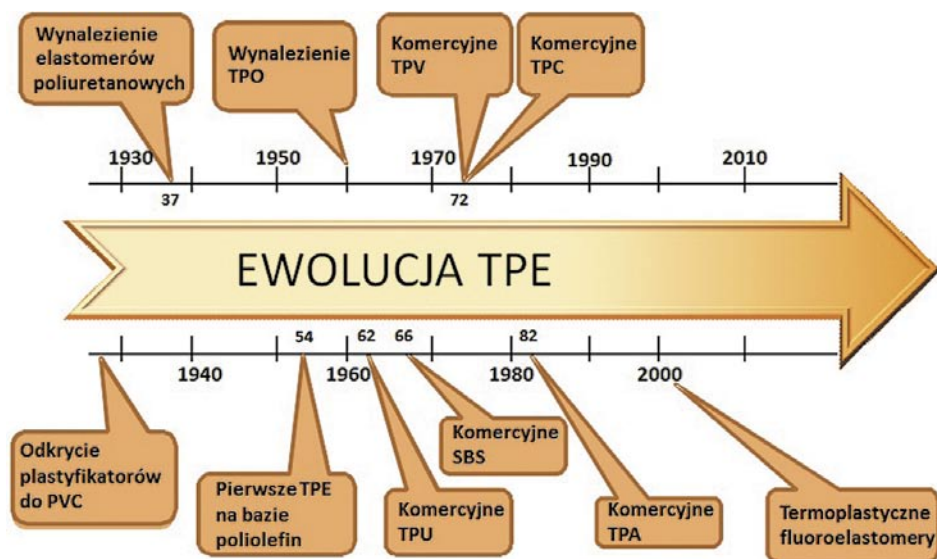 Wynalezienie
elastomerów
poliuretanowych
Wynalezienie
TPO
Komercyjne
TPV
Komercyjne
TPC
1930
1950
1970
1990
2010
37
72
EWOLUCJA TPE
54
62
66
82
1940
1960
1980
2000
Odkrycie
plastyfikatorów
do PVC
Pierwsze TPE
na bazie
poliolefin
Komercyjne
TPU
Komercyjne
SBS
Komercyjne
TPA
Termoplastyczne
fluoroelastomery